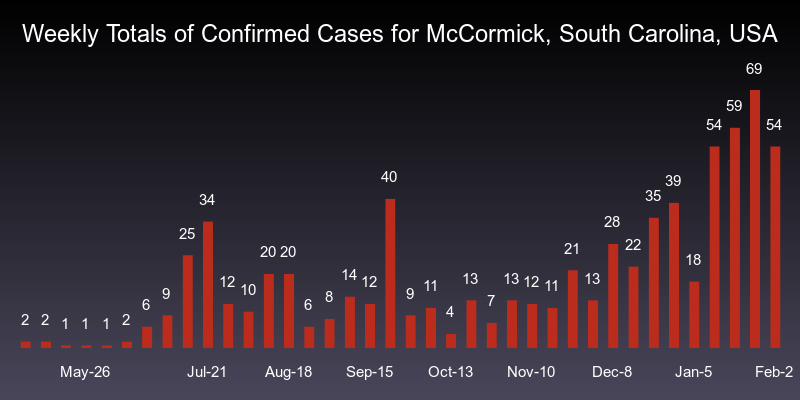 Weekly Totals of Confirmed Cases for McCormick, South Carolina, USA
2 2 1 1 1 2 6 9 25 34 12 10 20 20 6 8 14 12 40 9 11 4 13 7 13 12 11 21 13 28 22 35 39 18 54 59 69 54
May-26 Jul-21 Aug-18 Sep-15 Oct-13 Nov-10 Dec-8 Jan-5 Feb-2